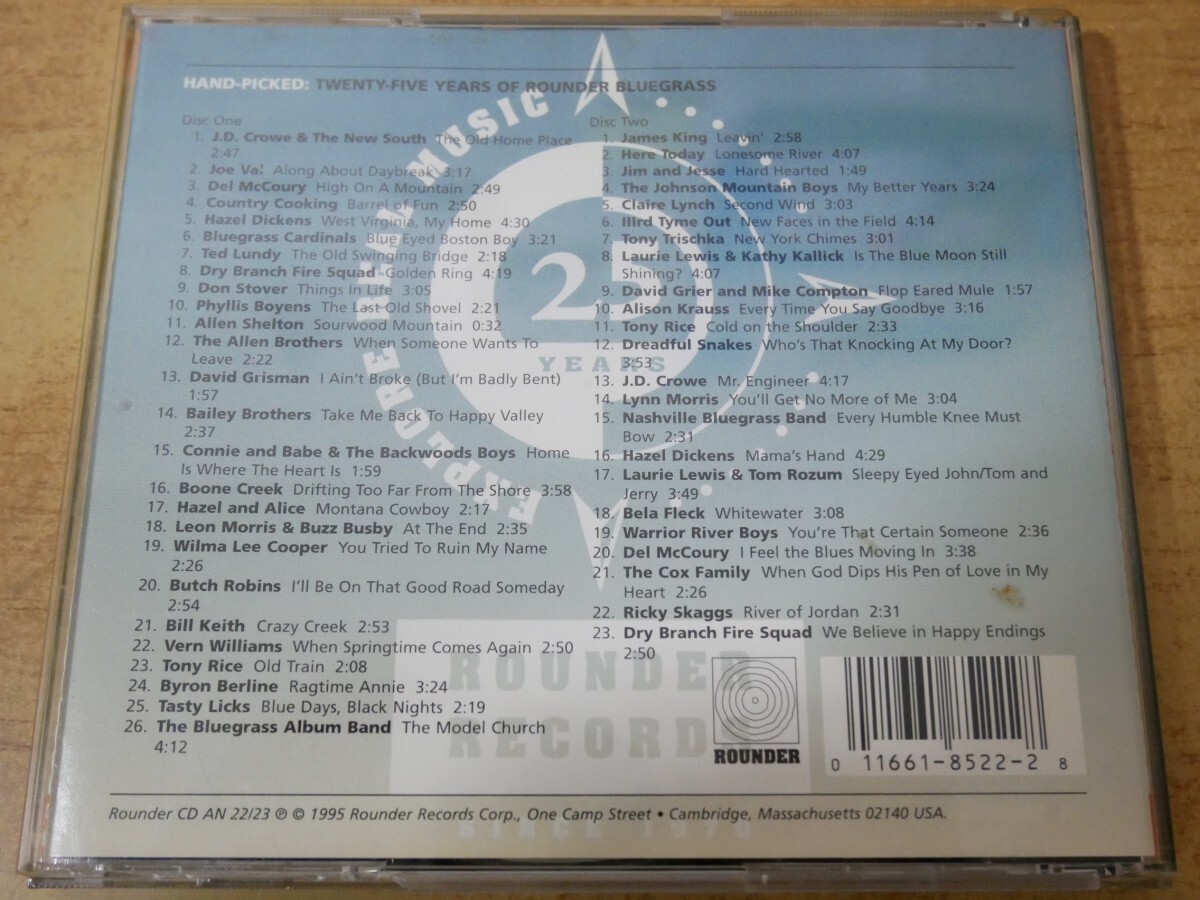 HAND-PICKED: TWENTY-FIVE YEARS OF ROUNDER BLUEGRASS
Disc One
1. J.D. Crowe & The New South The Old Home Place
2:47
2. Joe Val Along About Daybreak 3:17
3. Del McCoury High On A Mountain 2:49
4. Country Cooking Barrel of Fun 2:50
5. Hazel Dickens West Virginia, My Home 4:30
6. Bluegrass Cardinals Blue Eyed Boston Boy 3:21
7. Ted Lundy The Old Swinging Bridge 2:18
8. Dry Branch Fire Squad Golden Ring 4:19
9. Don Stover Things In Life 3:05
10. Phyllis Boyens The Last Old Shovel 2:21
11. Allen Shelton Sourwood Mountain 0:32
12. The Allen Brothers When Someone Wants To
Leave 2:22
13. David Grisman I Ain't Broke (But I'm Badly Bent)
1:57
14. Bailey Brothers Take Me Back To Happy Valley
2:37
15. Connie and Babe & The Backwoods Boys Home
Is Where The Heart Is 1:59
16. Boone Creek Drifting Too Far From The Shore 3:58
17. Hazel and Alice Montana Cowboy 2:17
18. Leon Morris & Buzz Busby At The End 2:35
19. Wilma Lee Cooper You Tried To Ruin My Name
2:26
20. Butch Robins I'll Be On That Good Road Someday
2:54
21. Bill Keith Crazy Creek 2:53
22. Vern Williams When Springtime Comes Again 2:50
23. Tony Rice Old Train 2:08
24. Byron Berline Ragtime Annie 3:24
25. Tasty Licks Blue Days, Black Nights 2:19
26. The Bluegrass Album Band The Model Church
4:12
Disc Two
1. James King Leavin' 2:58
2. Here Today Lonesome River 4:07
3. Jim and Jesse Hard Hearted 1:49
4. The Johnson Mountain Boys My Better Years 3:24
5. Claire Lynch Second Wind 3:03
6. IIIrd Tyme Out New Faces in the Field 4:14
7. Tony Trischka New York Chimes 3:01
8. Laurie Lewis & Kathy Kallick Is The Blue Moon Still
Shining? 4:07
9. David Grier and Mike Compton Flop Eared Mule 1:57
10. Alison Krauss Every Time You Say Goodbye 3:16
11. Tony Rice Cold on the Shoulder 2:33
12. Dreadful Snakes Who's That Knocking At My Door?
3:53
13. J.D. Crowe Mr. Engineer 4:17
14. Lynn Morris You'll Get No More of Me 3:04
15. Nashville Bluegrass Band Every Humble Knee Must
Bow 2:31
16. Hazel Dickens Mama's Hand 4:29
17. Laurie Lewis & Tom Rozum Sleepy Eyed John/Tom and
Jerry 3:49
18. Bela Fleck Whitewater 3:08
19. Warrior River Boys You're That Certain Someone 2:36
20. Del McCoury I Feel the Blues Moving In 3:38
21. The Cox Family When God Dips His Pen of Love in My
Heart 2:26
22. Ricky Skaggs River of Jordan 2:31
23. Dry Branch Fire Squad We Believe in Happy Endings
2:50
25
YEARS
ROUNDER
RECORDS
ROUNDER
0 11661-8522-2 8
Rounder CD AN 22/23 ℗ © 1995 Rounder Records Corp., One Camp Street • Cambridge, Massachusetts 02140 USA.